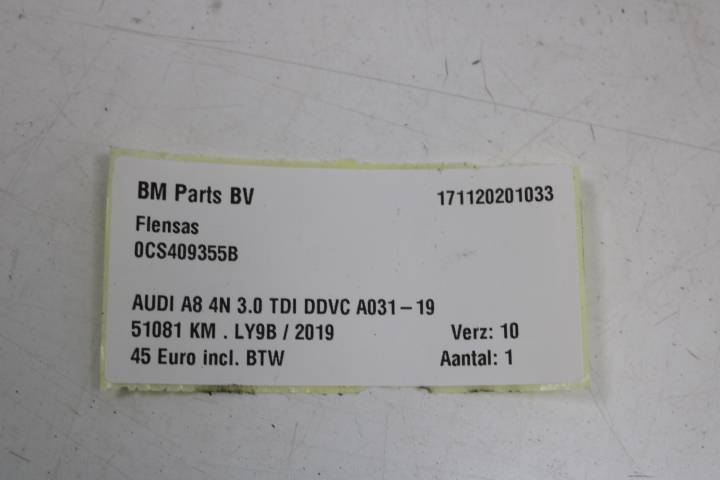 BM Parts BV 171120201033
Flensas
0CS409355B
AUDI A8 4N 3.0 TDI DDVC A031-19
51081 KM . LY9B / 2019 Verz: 10
45 Euro incl. BTW Aantal: 1